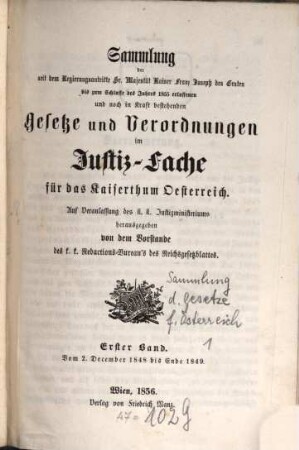 Sammlung
der
seit dem Regierungsantritte Sr. Majestät Kaiser Franz Joseph des Ersten
bis zum Schlusse des Jahres 1855 erlassenen
und noch in Kraft bestehenden
Gesetze und Verordnungen
im
Justiz-Fache
für das Kaiserthum Oesterreich.
Auf Veranlassung des k. k. Justizministeriums
herausgegeben
von dem Vorstande
des k. k. Redactions-Bureau's des Reichsgesetzblattes.
Sammlung
d. Gesetze
f. Österreich
1
Erster Band.
Vom 2. December 1848 bis Ende 1849.
Wien, 1856.
Verlag von Friedrich Manz.
47= 102 G